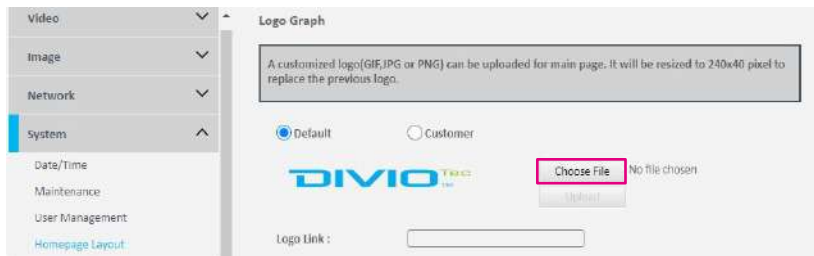 Video
Image
Network
System
Date/Time
Maintenance
User Management
Homepage Layout
Logo Graph
A customized logo(GIF,JPG or PNG) can be uploaded for main page. It will be resized to 240x40 pixel to
replace the previous logo.
Default
Customer
DIVIO TEC
Choose File
No file chosen
Upload
Logo Link :